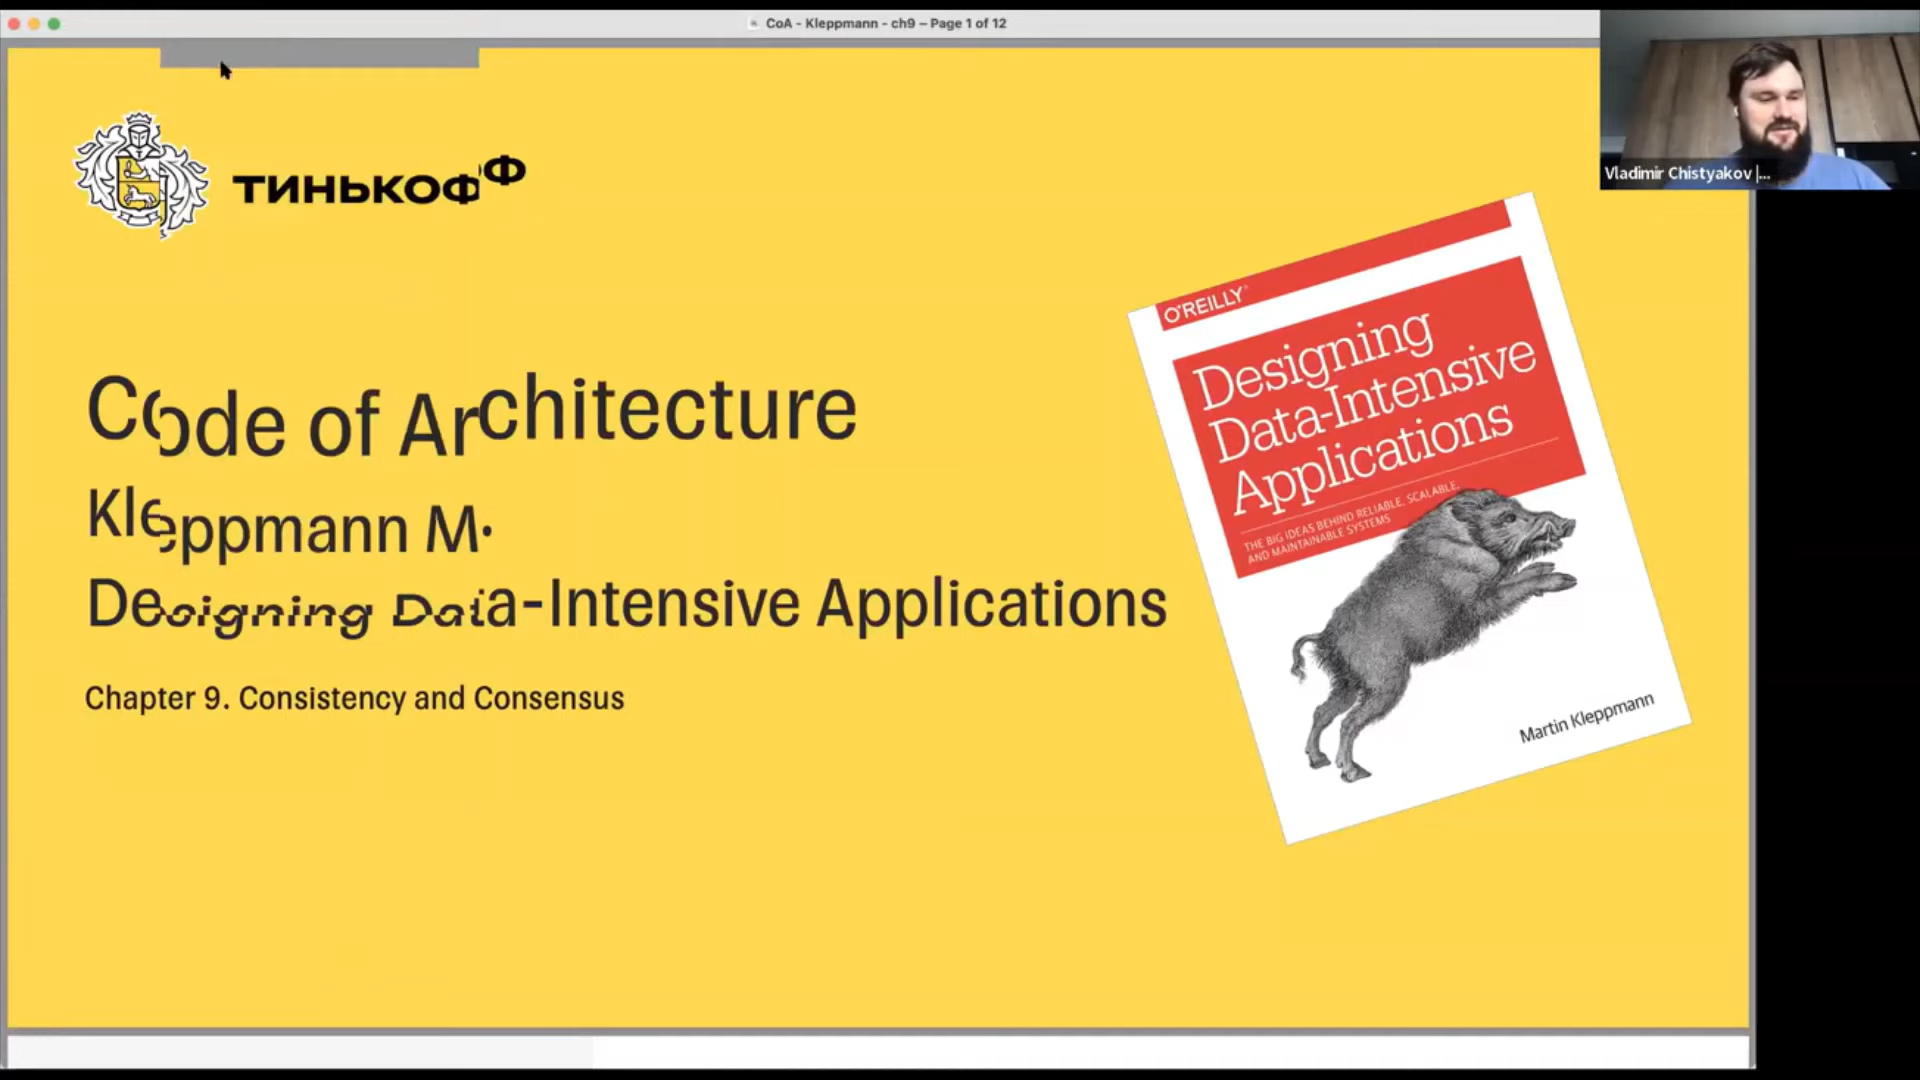 CoA - Kleppmann - ch9 – Page 1 of 12
Vladimir Chistyakov |...
ТИНЬКОФФ
Code of Architecture
Kleppmann M.
Designing Data-Intensive Applications
Chapter 9. Consistency and Consensus
O'REILLY®
Designing
Data-Intensive
Applications
THE BIG IDEAS BEHIND RELIABLE, SCALABLE,
AND MAINTAINABLE SYSTEMS
Martin Kleppmann